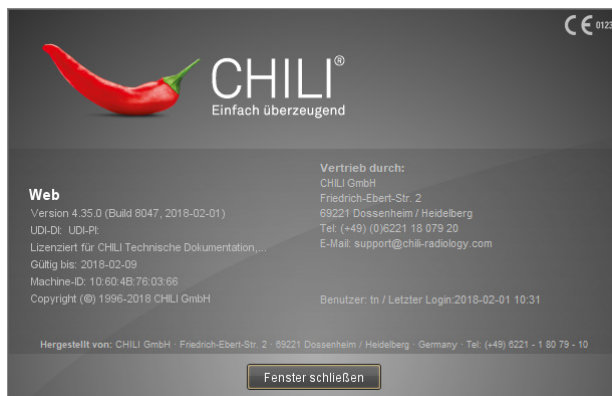 CE 0123
CHILI®
Einfach überzeugend
Web
Version 4.35.0 (Build 8047, 2018-02-01)
UDI-DI: UDI-PI:
Lizenziert für CHILI Technische Dokumentation,...
Gültig bis: 2018-02-09
Machine-ID: 10:60:4B:76:03:66
Copyright (©) 1996-2018 CHILI GmbH
Vertrieb durch:
CHILI GmbH
Friedrich-Ebert-Str. 2
69221 Dossenheim / Heidelberg
Tel: (+49) (0)6221 18 079 20
E-Mail: support@chili-radiology.com
Benutzer: tn / Letzter Login:2018-02-01 10:31
Hergestellt von: CHILI GmbH · Friedrich-Ebert-Str. 2 · 69221 Dossenheim / Heidelberg · Germany · Tel: (+49) 6221 - 1 80 79 - 10
Fenster schließen